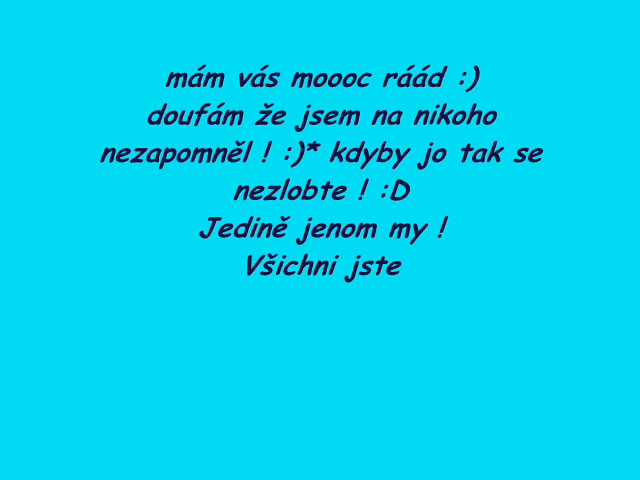 mám vás moooc ráád :)
doufám že jsem na nikoho
nezapomněl ! :)* kdyby jo tak se
nezlobte ! :D
Jedině jenom my !
Všichni jste